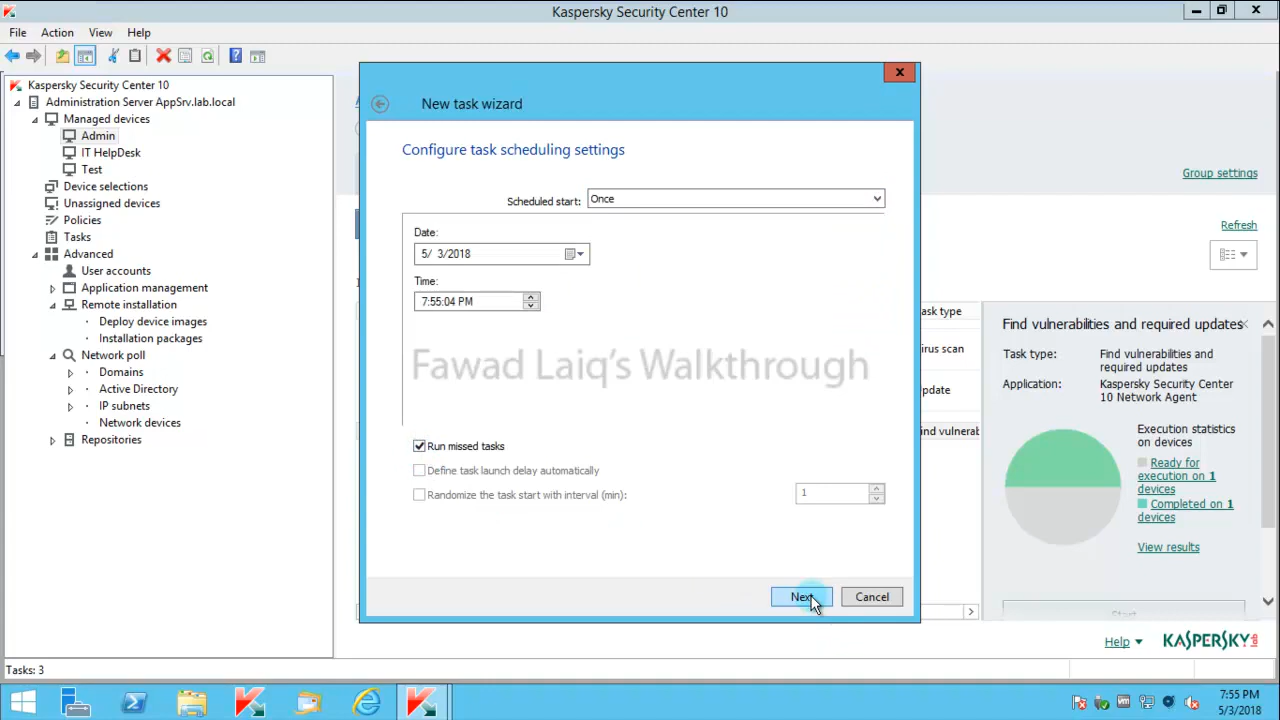 Kaspersky Security Center 10
File Action View Help
Kaspersky Security Center 10
Administration Server AppSrv.lab.local
Managed devices
Admin
IT HelpDesk
Test
Device selections
Unassigned devices
Policies
Tasks
Advanced
User accounts
Application management
Remote installation
Deploy device images
Installation packages
Network poll
Domains
Active Directory
IP subnets
Network devices
Repositories
New task wizard
Configure task scheduling settings
Scheduled start: Once
Date:
5/ 3/2018
Time:
7:55:04 PM
Fawad Laiq's Walkthrough
Run missed tasks
Define task launch delay automatically
Randomize the task start with interval (min): 1
Next Cancel
Group settings
Refresh
ask type
irus scan
pdate
ind vulnerab
Find vulnerabilities and required updates
Task type: Find vulnerabilities and
required updates
Application: Kaspersky Security Center
10 Network Agent
Execution statistics
on devices
Ready for
execution on 1
devices
Completed on 1
devices
View results
Start
Help KASPERSKY
Tasks: 3
7:55 PM
5/3/2018